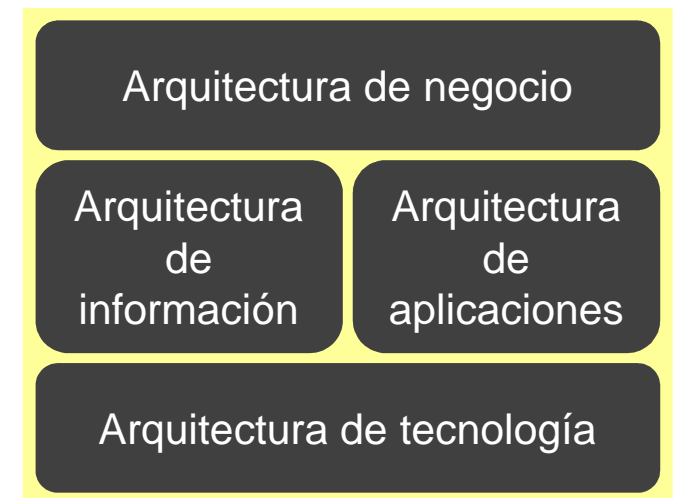 Arquitectura de negocio
Arquitectura
de
información
Arquitectura
de
aplicaciones
Arquitectura de tecnología